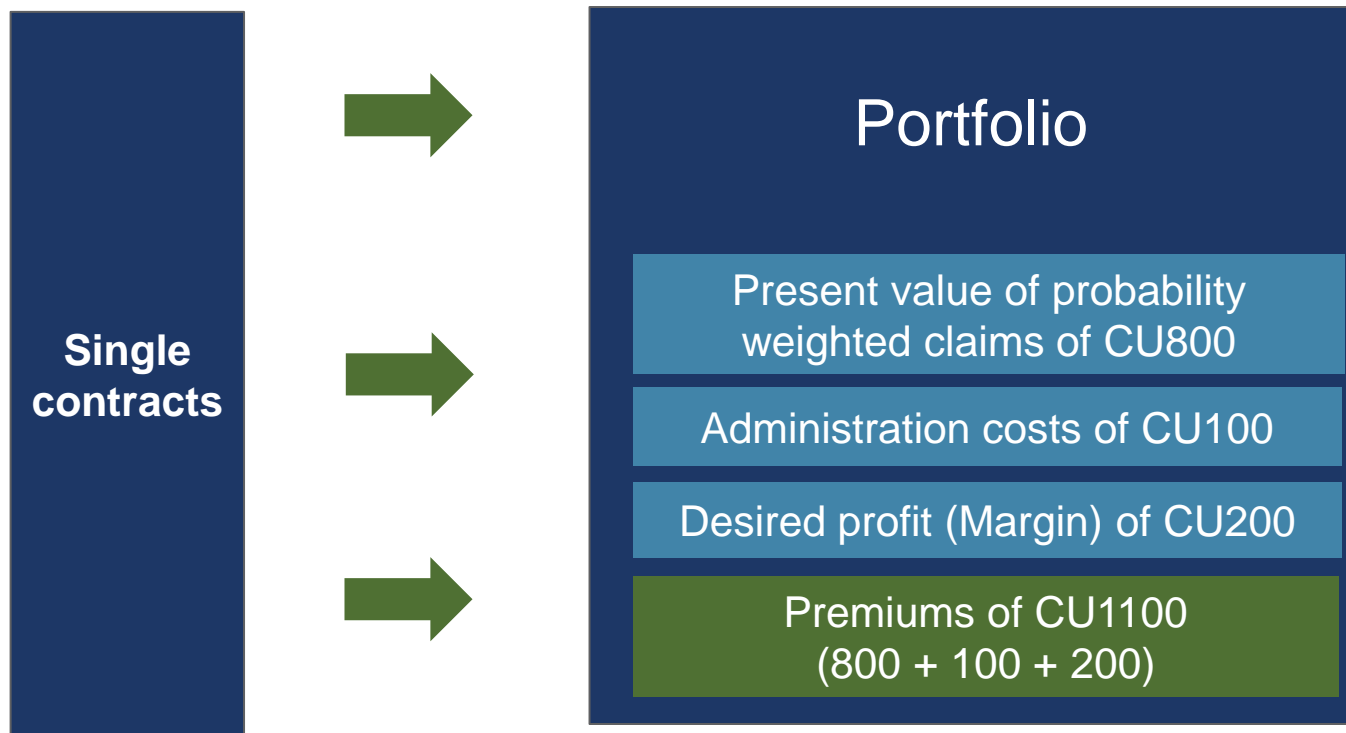 Single
contracts
Portfolio
Present value of probability
weighted claims of CU800
Administration costs of CU100
Desired profit (Margin) of CU200
Premiums of CU1100
(800 + 100 + 200)